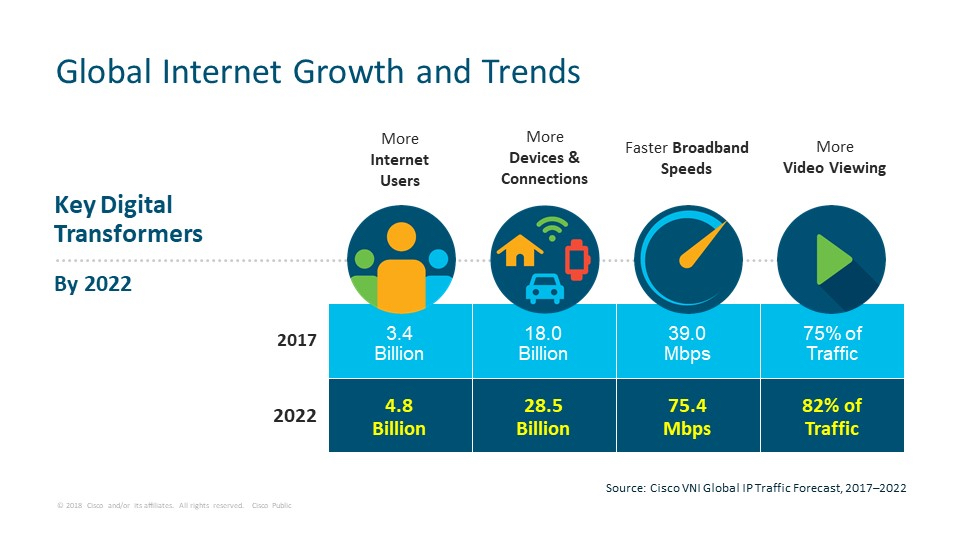 Global Internet Growth and Trends
More
Internet
Users
More
Devices &
Connections
Faster Broadband
Speeds
More
Video Viewing
Key Digital
Transformers
By 2022
2017
3.4
Billion
18.0
Billion
39.0
Mbps
75% of
Traffic
2022
4.8
Billion
28.5
Billion
75.4
Mbps
82% of
Traffic
Source: Cisco VNI Global IP Traffic Forecast, 2017–2022
© 2018 Cisco and/or its affiliates. All rights reserved. Cisco Public